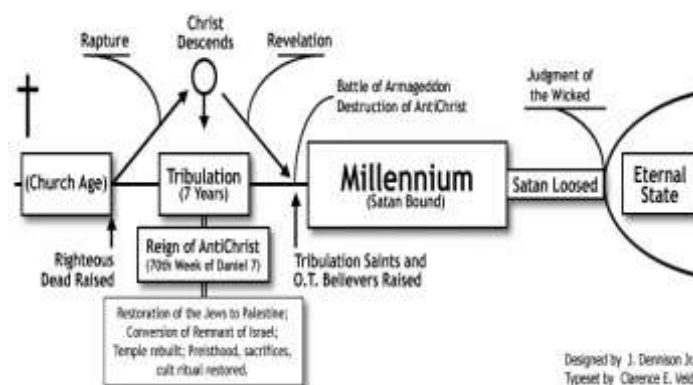 Christ
Descends
Rapture
Revelation
Battle of Armageddon
Destruction of AntiChrist
Judgment of
the Wicked
(Church Age)
Tribulation
(7 Years)
Millennium
(Satan Bound)
Satan Loosed
Eternal
State
Righteous
Dead Raised
Reign of AntiChrist
(70th Week of Daniel 7)
Tribulation Saints and
O.T. Believers Raised
Restoration of the Jews to Palestine;
Conversion of Remnant of Israel;
Temple rebuilt; Preisthood, sacrifices,
cult ritual restored.
Designed by J. Dennison
Typeset by Clarence E.